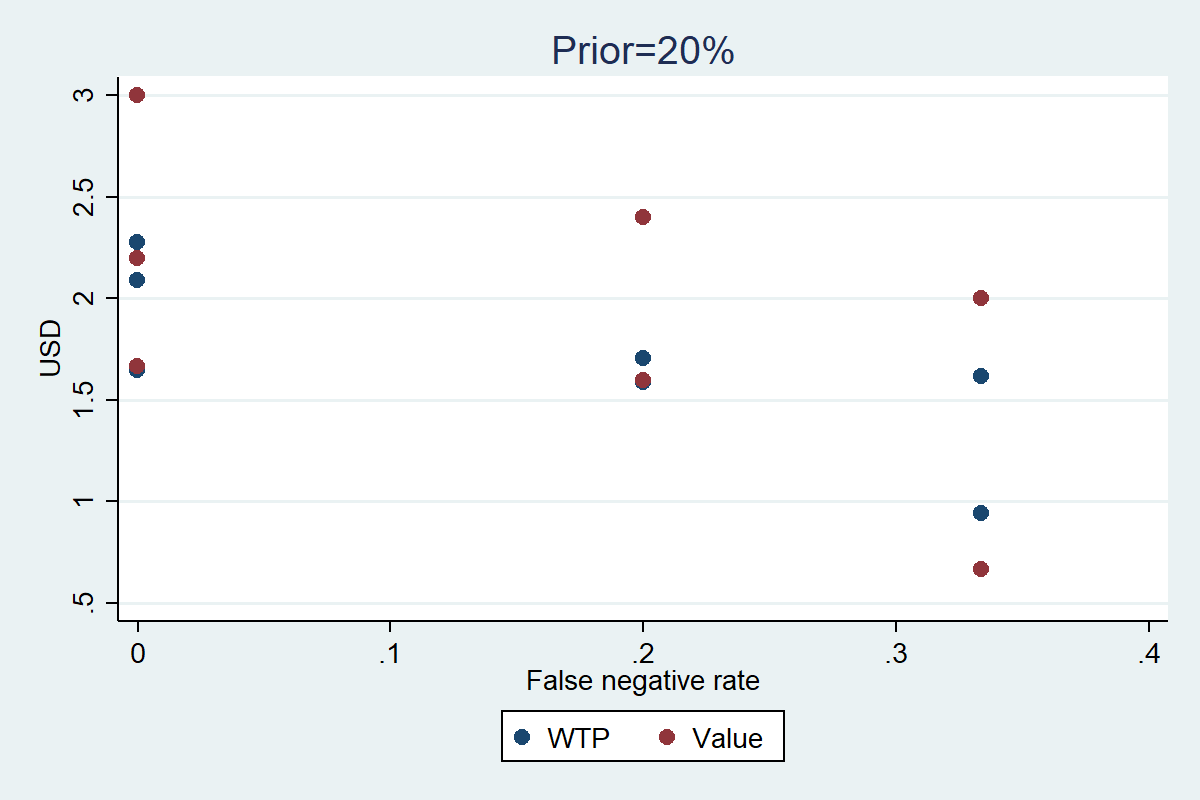 Prior=20%
3
2.5
2
1.5
1
.5
USD
0 .1 .2 .3 .4
False negative rate
WTP Value